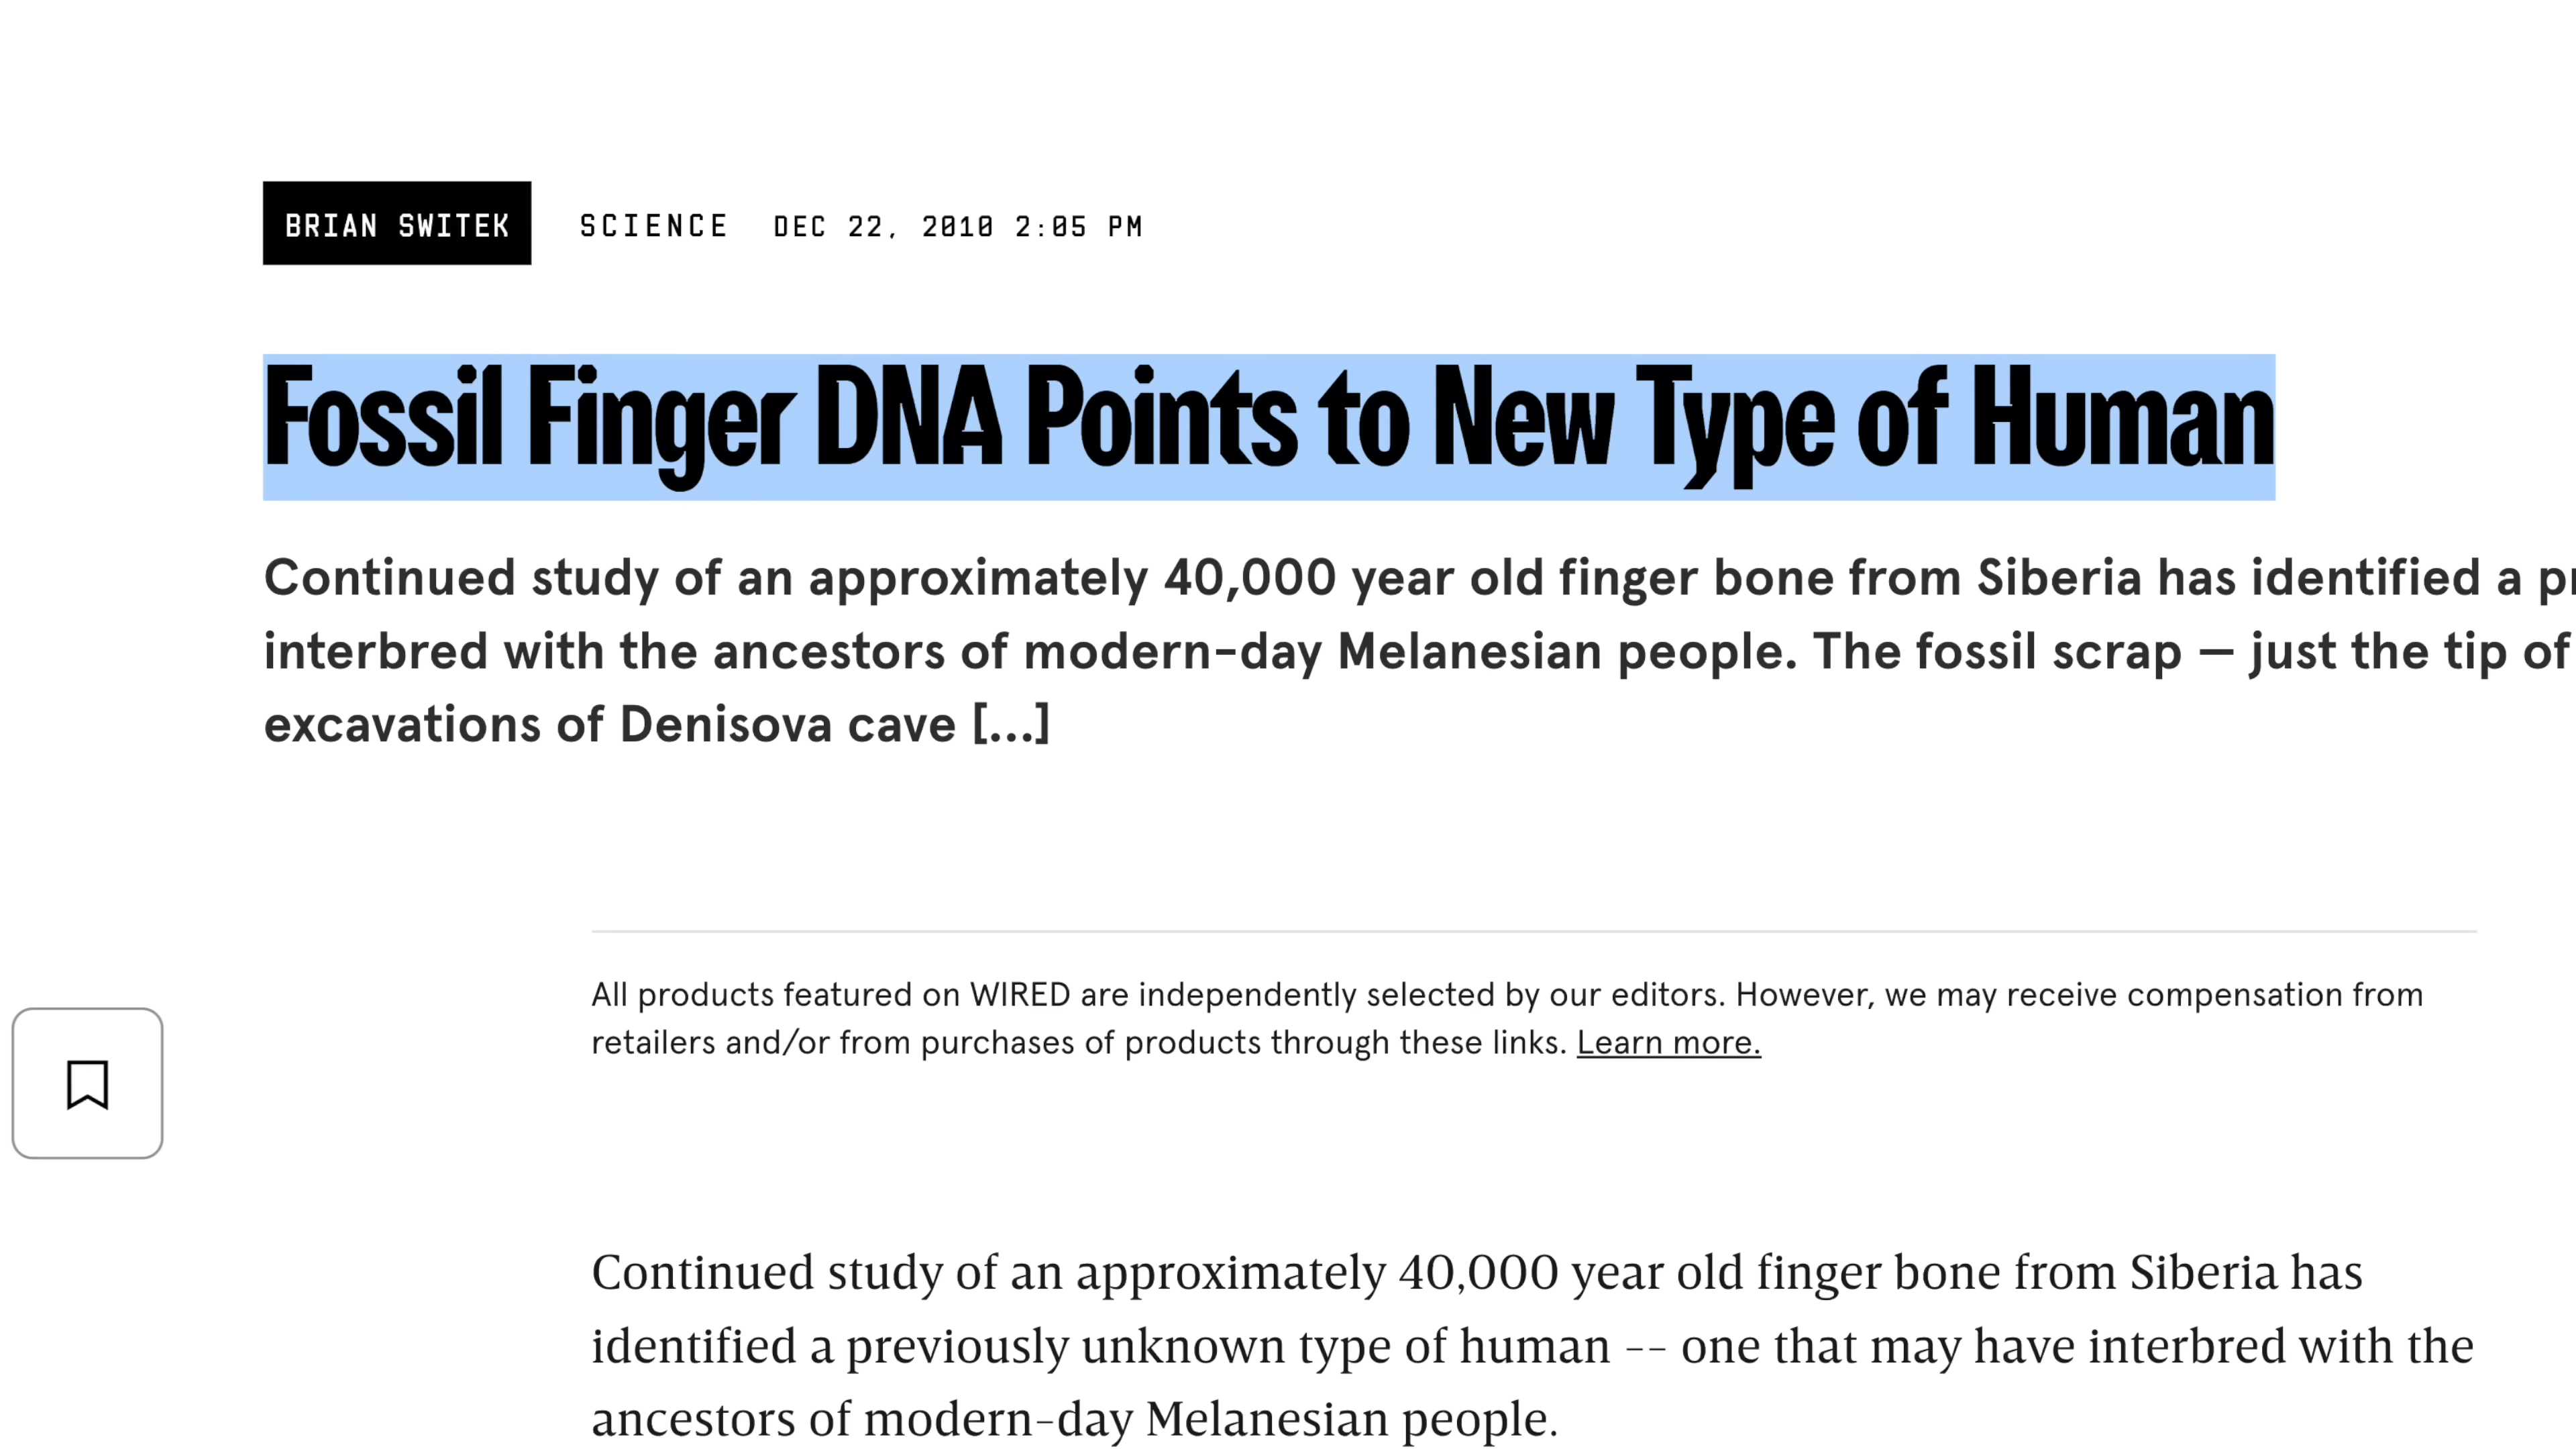 BRIAN SWITEK SCIENCE DEC 22, 2010 2:05 PM
Fossil Finger DNA Points to New Type of Human
Continued study of an approximately 40,000 year old finger bone from Siberia has identified a
interbred with the ancestors of modern-day Melanesian people. The fossil scrap — just the tip of
excavations of Denisova cave [...]
All products featured on WIRED are independently selected by our editors. However, we may receive compensation from
retailers and/or from purchases of products through these links. Learn more.
Continued study of an approximately 40,000 year old finger bone from Siberia has
identified a previously unknown type of human -- one that may have interbred with the
ancestors of modern-day Melanesian people.